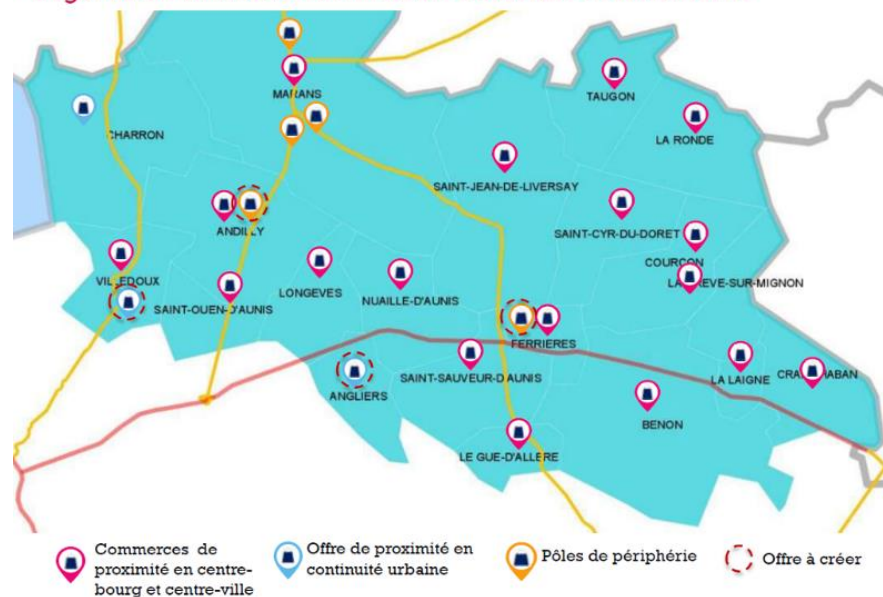 MARANS
TAUGON
CHARRON
LA RONDE
SAINT-JEAN-DE-LIVERSAY
ANDILLY
SAINT-CYR-DU-DORET
COURÇON
VILLEDOUX
LONGEVES
NUAILLE-D'AUNIS
SAINT-OUEN-D'AUNIS
FERRIERES
SAINT-SAUVEUR-D'AUNIS
LA LAIGNE
ANGLIERS
BENON
LE GUE-D'ALLERE
Commerces de
proximité en centre-
bourg et centre-ville
Offre de proximité en
continuité urbaine
Pôles de périphérie
Offre à créer